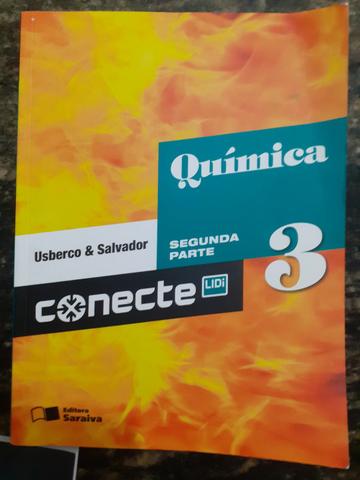 Química
Usberco & Salvador
SEGUNDA
PARTE
3
conecte LIDi
Editora
Saraiva